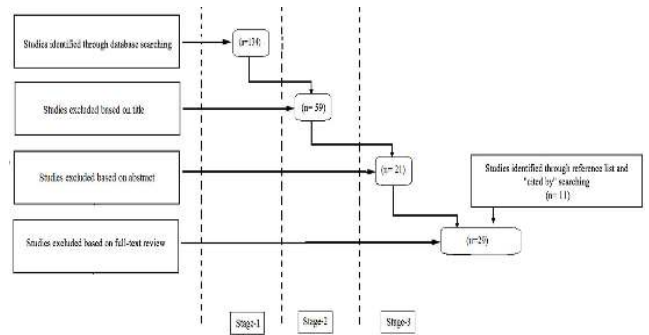 Studies identified through database searching
(n=134)
Studies excluded based on title
(n= 59)
Studies excluded based on abstract
(n= 21)
Studies identified through reference list and
"cited by" searching
(n= 11)
Studies excluded based on full-text review
(n=29)
Stage-1
Stage-2
Stage-3